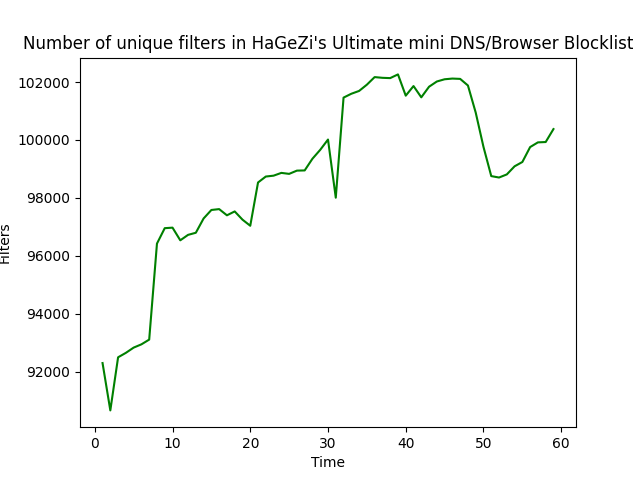 Number of unique filters in HaGeZi's Ultimate mini DNS/Browser Blocklist
102000
100000
98000
96000
94000
92000
Filters
0 10 20 30 40 50 60
Time